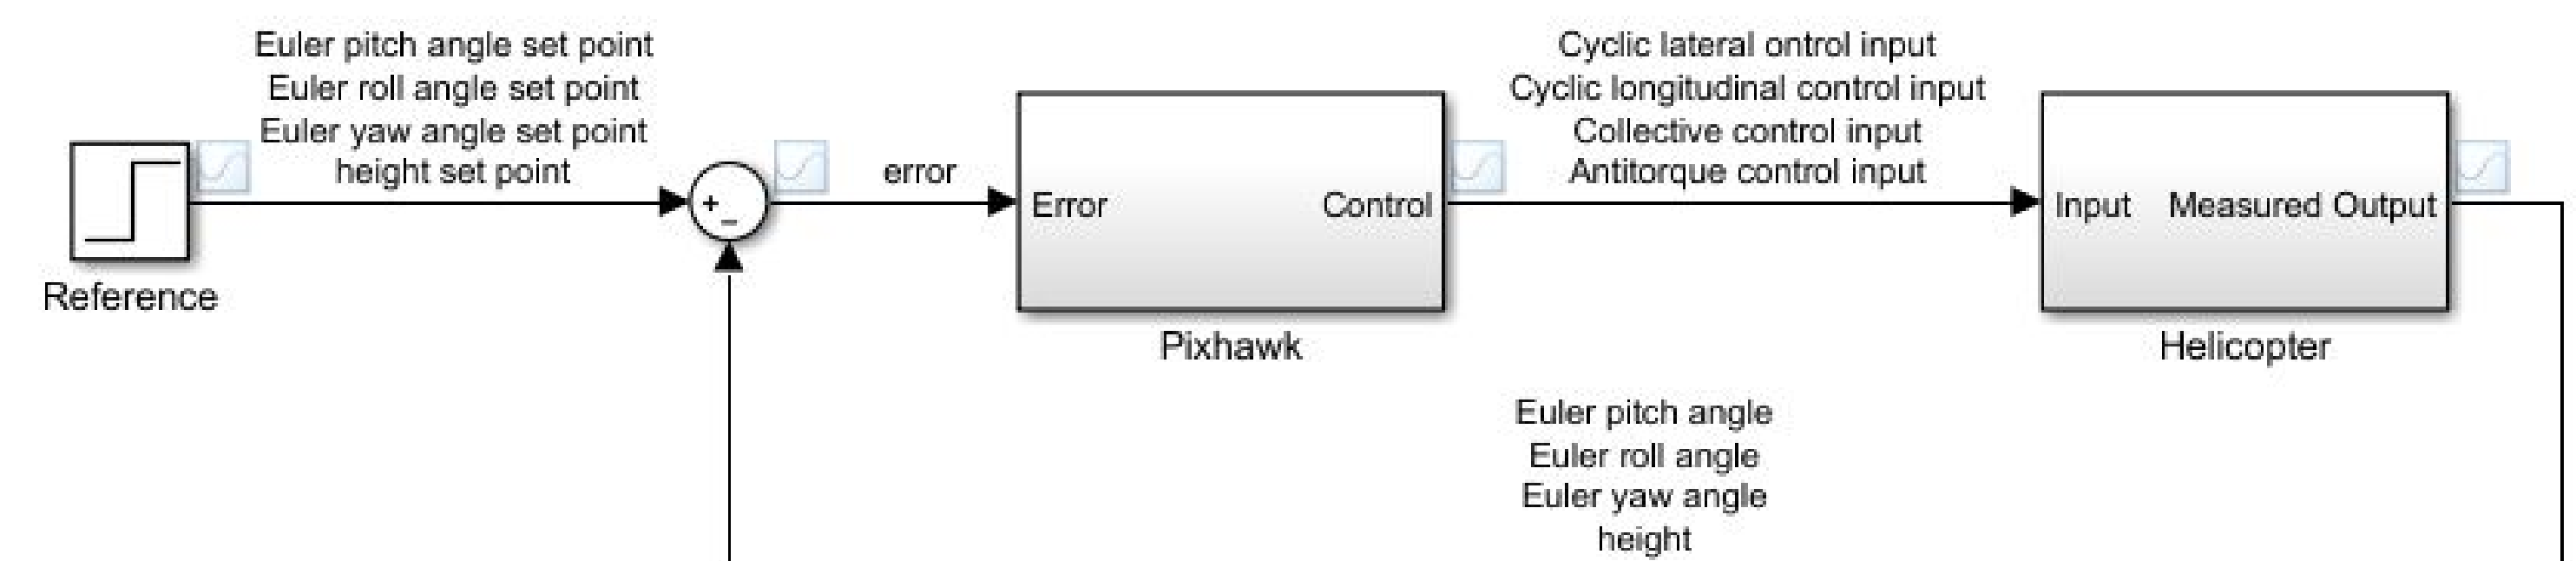 Euler pitch angle set point
Euler roll angle set point
Euler yaw angle set point
height set point
Reference
+
−
error
Error
Control
Pixhawk
Cyclic lateral ontrol input
Cyclic longitudinal control input
Collective control input
Antitorque control input
Input
Measured Output
Helicopter
Euler pitch angle
Euler roll angle
Euler yaw angle
height